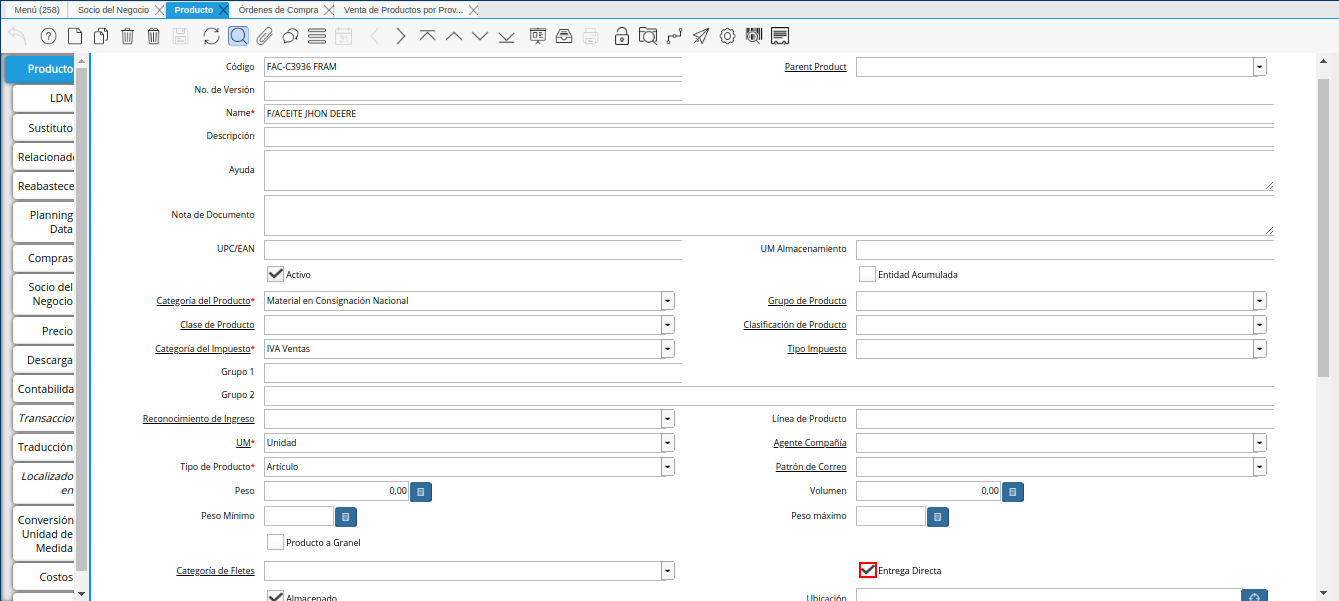 Menú (258) Socio del Negocio Producto Órdenes de Compra Venta de Productos por Prov...
Producto
LDM
Sustituto
Relacionado
Reabastece
Planning
Data
Compras
Socio del
Negocio
Precio
Descarga
Contabilida
Transaccior
Traducción
Localizado
en
Conversión
Unidad de
Medida
Costos
Código FAC-C3936 FRAM Parent Product
No. de Versión
Name* F/ACEITE JHON DEERE
Descripción
Ayuda
Nota de Documento
UPC/EAN UM Almacenamiento
Activo Entidad Acumulada
Categoría del Producto* Material en Consignación Nacional Grupo de Producto
Clase de Producto Clasificación de Producto
Categoría del Impuesto* IVA Ventas Tipo Impuesto
Grupo 1
Grupo 2
Reconocimiento de Ingreso Línea de Producto
UM* Unidad Agente Compañía
Tipo de Producto* Artículo Patrón de Correo
Peso 0,00 Volumen 0,00
Peso Mínimo Peso máximo
Producto a Granel
Categoría de Fletes Entrega Directa
Almacenado Ubicación